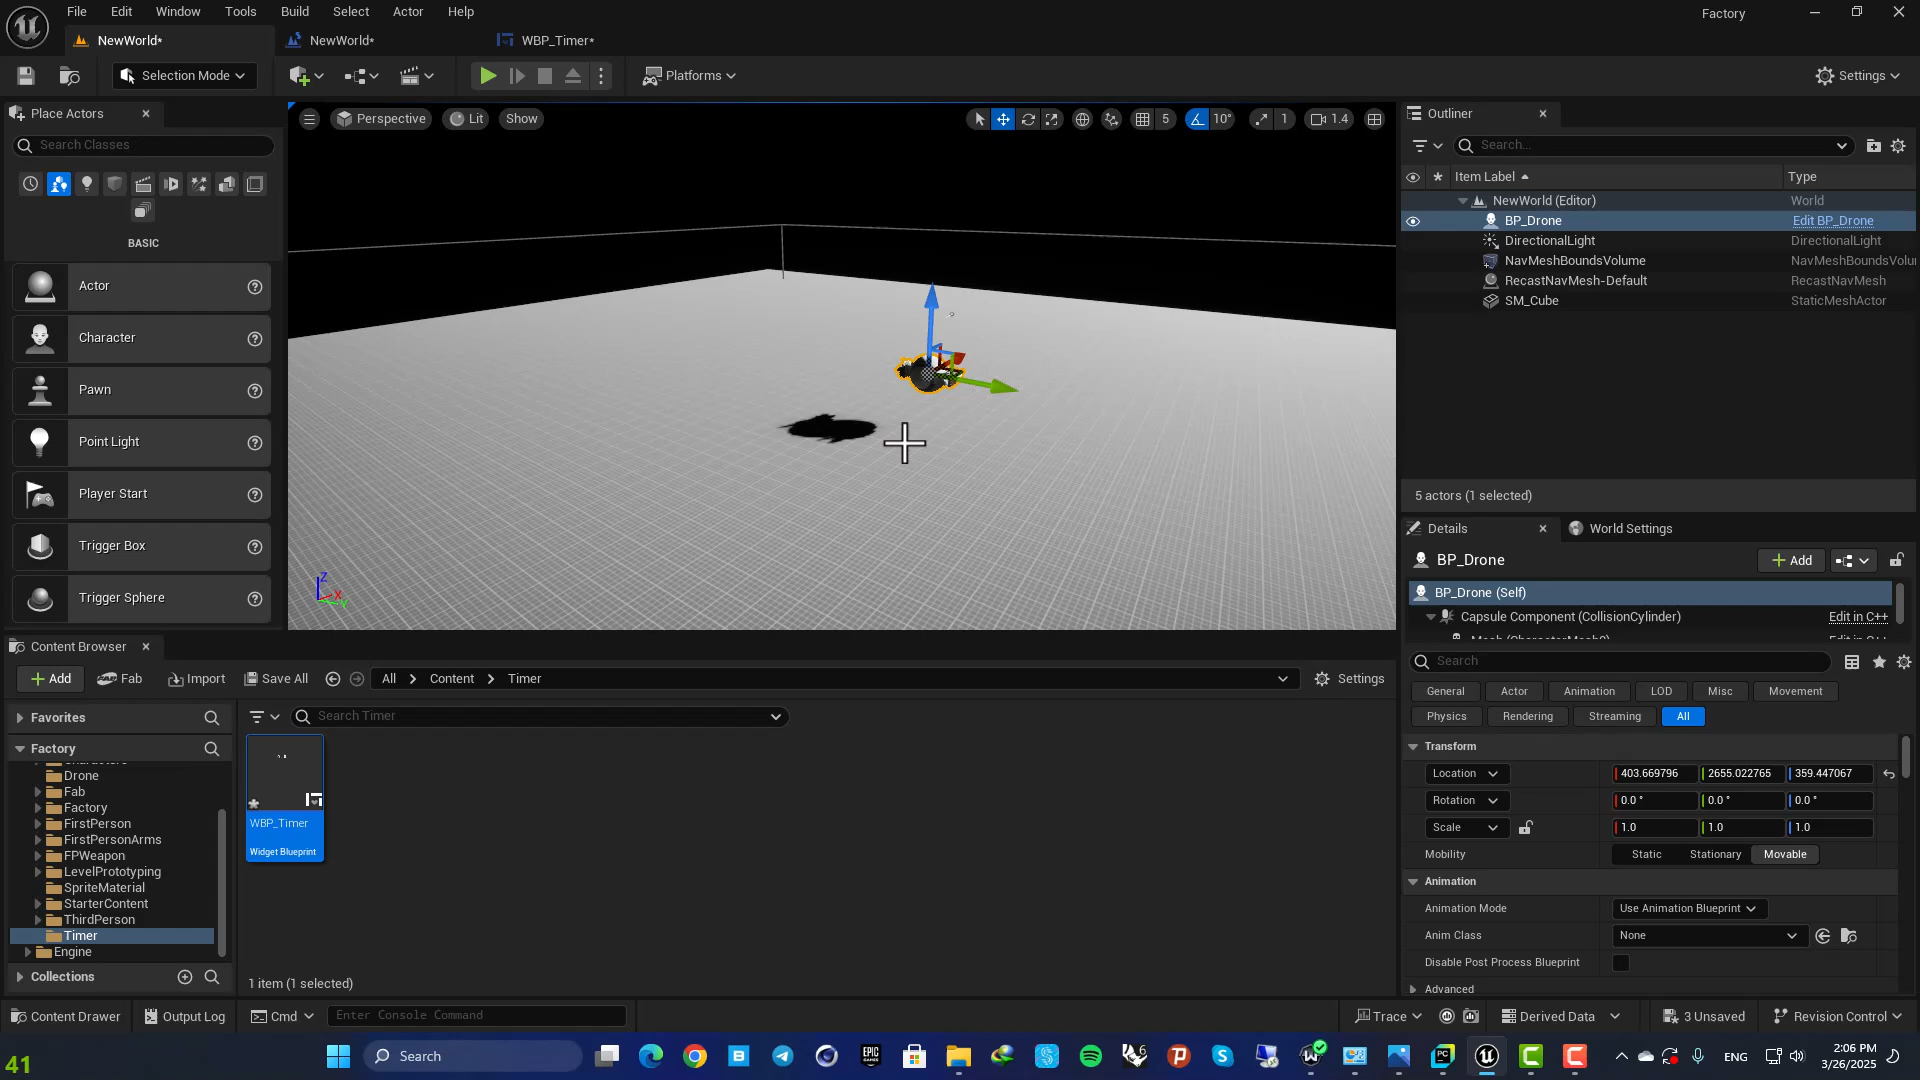 File Edit Window Tools Build Select Actor Help
Factory
NewWorld*
NewWorld*
WBP_Timer*
Selection Mode
Platforms
Settings
Place Actors
Search Classes
BASIC
Actor
Character
Pawn
Point Light
Player Start
Trigger Box
Trigger Sphere
Perspective
Lit
Show
5
10°
1
1.4
Z
X
Y
Outliner
Search...
Item Label
Type
NewWorld (Editor) World
BP_Drone Edit BP_Drone
DirectionalLight DirectionalLight
NavMeshBoundsVolume NavMeshBoundsVolu
RecastNavMesh-Default RecastNavMesh
SM_Cube StaticMeshActor
5 actors (1 selected)
Details
World Settings
BP_Drone
Add
BP_Drone (Self)
Capsule Component (CollisionCylinder) Edit in C++
Search
General Actor Animation LOD Misc Movement
Physics Rendering Streaming All
Transform
Location 403.669796 2655.022765 359.447067
Rotation 0.0 ° 0.0 ° 0.0 °
Scale 1.0 1.0 1.0
Mobility Static Stationary Movable
Animation
Animation Mode Use Animation Blueprint
Anim Class None
Disable Post Process Blueprint
Advanced
Content Browser
Add Fab Import Save All All Content Timer Settings
Favorites
Search Timer
Factory
Drone
Fab
Factory
FirstPerson
FirstPersonArms
FPWeapon
LevelPrototyping
SpriteMaterial
StarterContent
ThirdPerson
Timer
Engine
Collections
WBP_Timer
Widget Blueprint
1 item (1 selected)
Content Drawer Output Log Cmd Enter Console Command
Trace Derived Data 3 Unsaved Revision Control
41
Search
EPIC GAMES
ENG
2:06 PM
3/26/2025